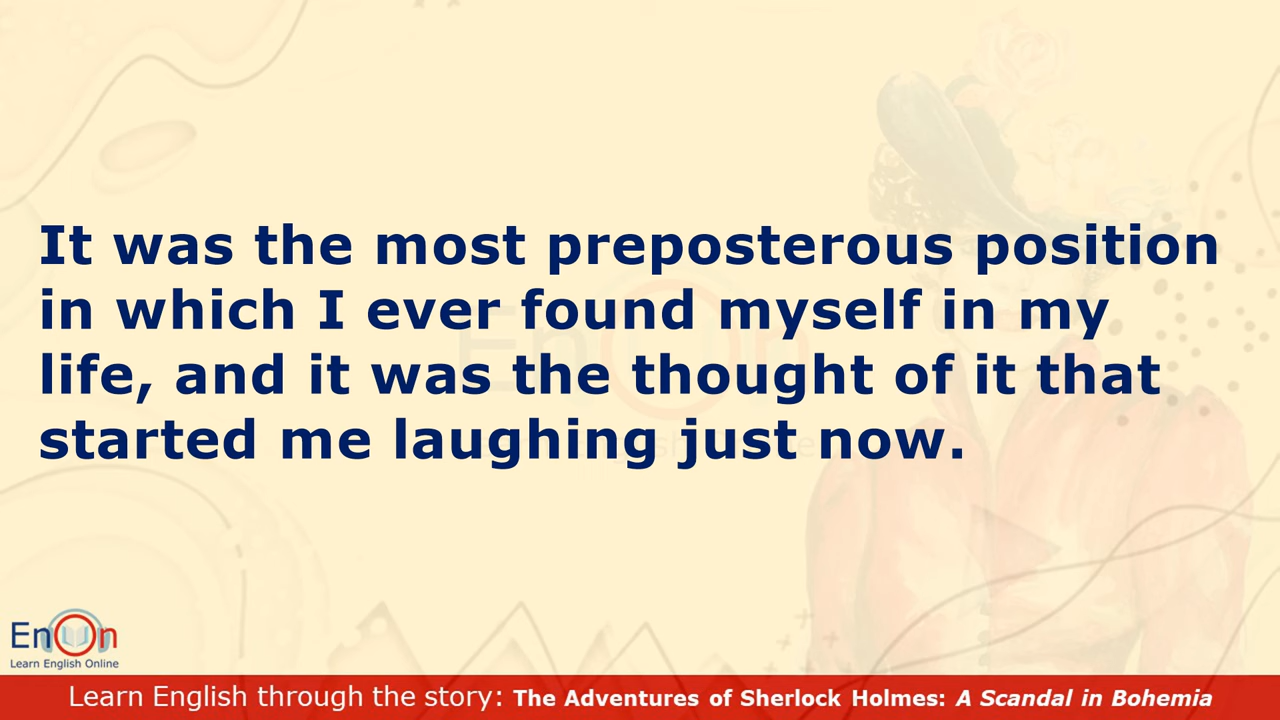 It was the most preposterous position
in which I ever found myself in my
life, and it was the thought of it that
started me laughing just now.
EnOn
Learn English Online
Learn English through the story: The Adventures of Sherlock Holmes: A Scandal in Bohemia